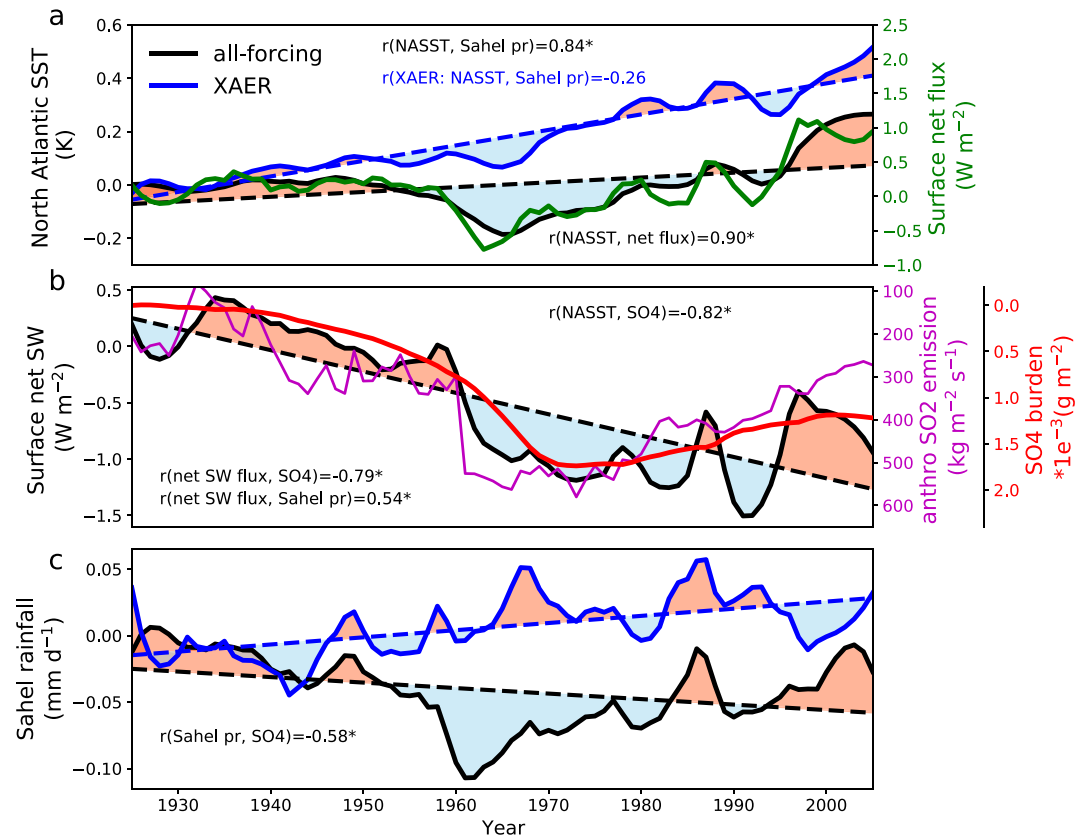 a
0.6
0.4
0.2
0.0
−0.2
North Atlantic SST
(K)
all-forcing
XAER
r(NASST, Sahel pr)=0.84*
r(XAER: NASST, Sahel pr)=-0.26
r(NASST, net flux)=0.90*
2.5
2.0
1.5
1.0
0.5
0.0
−0.5
−1.0
Surface net flux
(W m−2)
b
0.5
0.0
−0.5
−1.0
−1.5
Surface net SW
(W m−2)
r(NASST, SO4)=-0.82*
r(net SW flux, SO4)=-0.79*
r(net SW flux, Sahel pr)=0.54*
100
200
300
400
500
600
anthro SO2 emission
(kg m−2 s−1)
0.0
0.5
1.0
1.5
2.0
SO4 burden
*1e−3(g m−2)
c
0.05
0.00
−0.05
−0.10
Sahel rainfall
(mm d−1)
r(Sahel pr, SO4)=-0.58*
1930
1940
1950
1960
1970
1980
1990
2000
Year